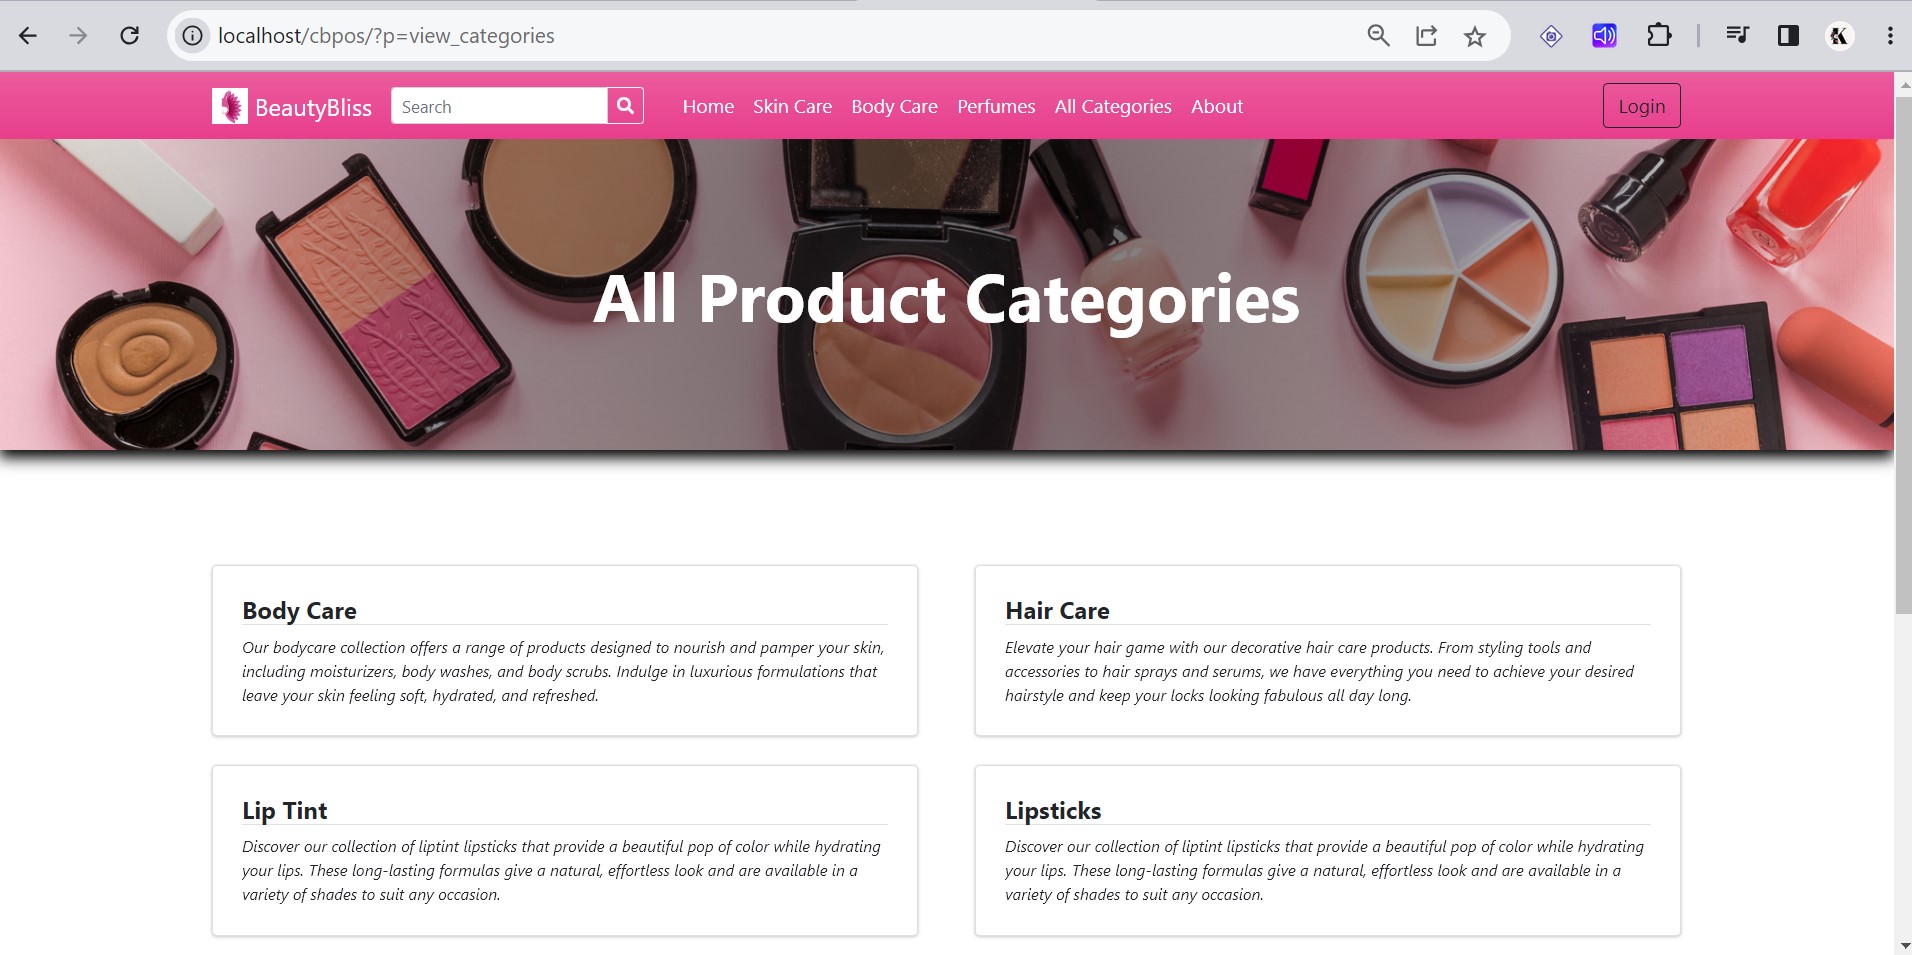 localhost/cbpos/?p=view_categories
K
BeautyBliss
Search
Home
Skin Care
Body Care
Perfumes
All Categories
About
Login
All Product Categories
Body Care
Our bodycare collection offers a range of products designed to nourish and pamper your skin,
including moisturizers, body washes, and body scrubs. Indulge in luxurious formulations that
leave your skin feeling soft, hydrated, and refreshed.
Hair Care
Elevate your hair game with our decorative hair care products. From styling tools and
accessories to hair sprays and serums, we have everything you need to achieve your desired
hairstyle and keep your locks looking fabulous all day long.
Lip Tint
Discover our collection of liptint lipsticks that provide a beautiful pop of color while hydrating
your lips. These long-lasting formulas give a natural, effortless look and are available in a
variety of shades to suit any occasion.
Lipsticks
Discover our collection of liptint lipsticks that provide a beautiful pop of color while hydrating
your lips. These long-lasting formulas give a natural, effortless look and are available in a
variety of shades to suit any occasion.